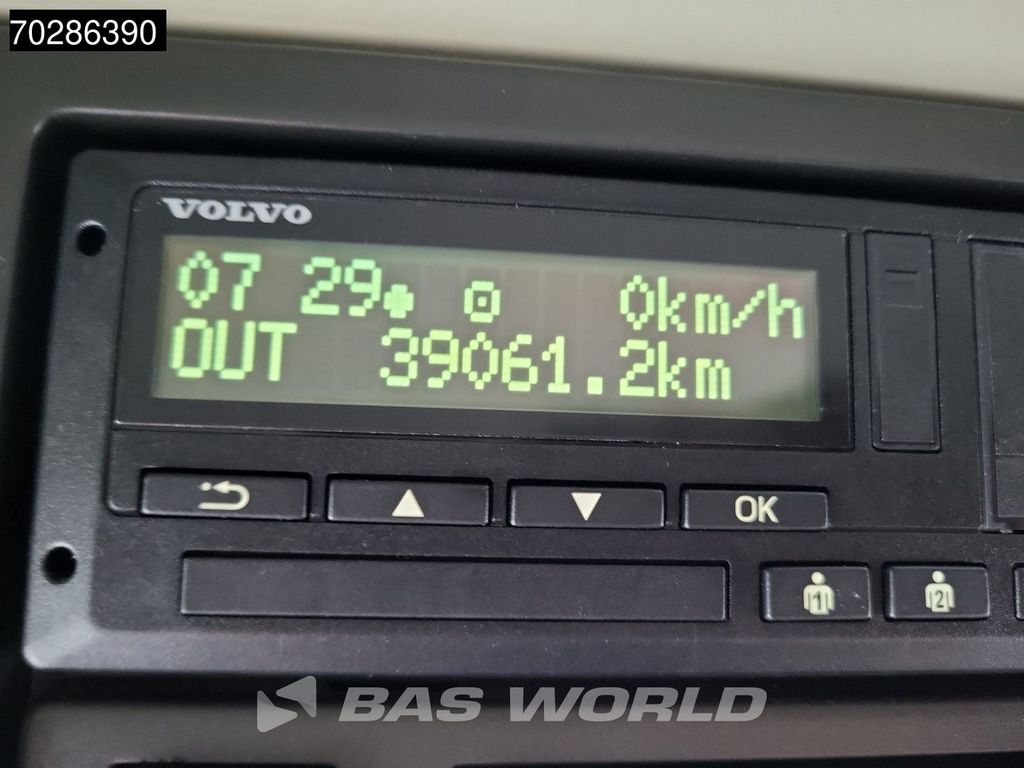 70286390
VOLVO
07 29 0km/h
OUT 39061.2km
OK
1 2
BAS WORLD